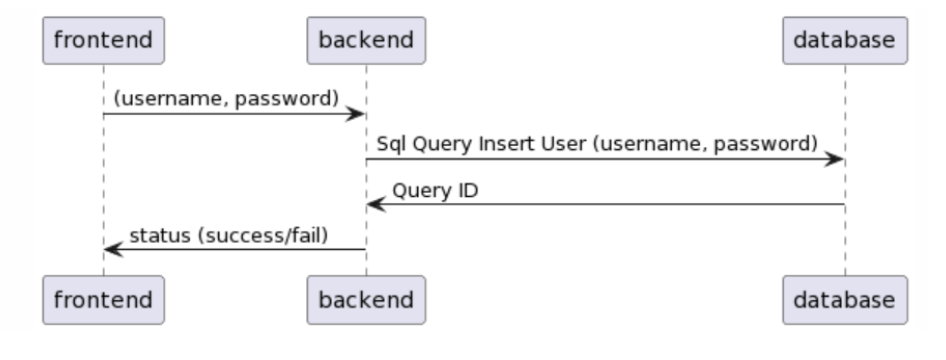 frontend
backend
database
(username, password)
Sql Query Insert User (username, password)
Query ID
status (success/fail)
frontend
backend
database